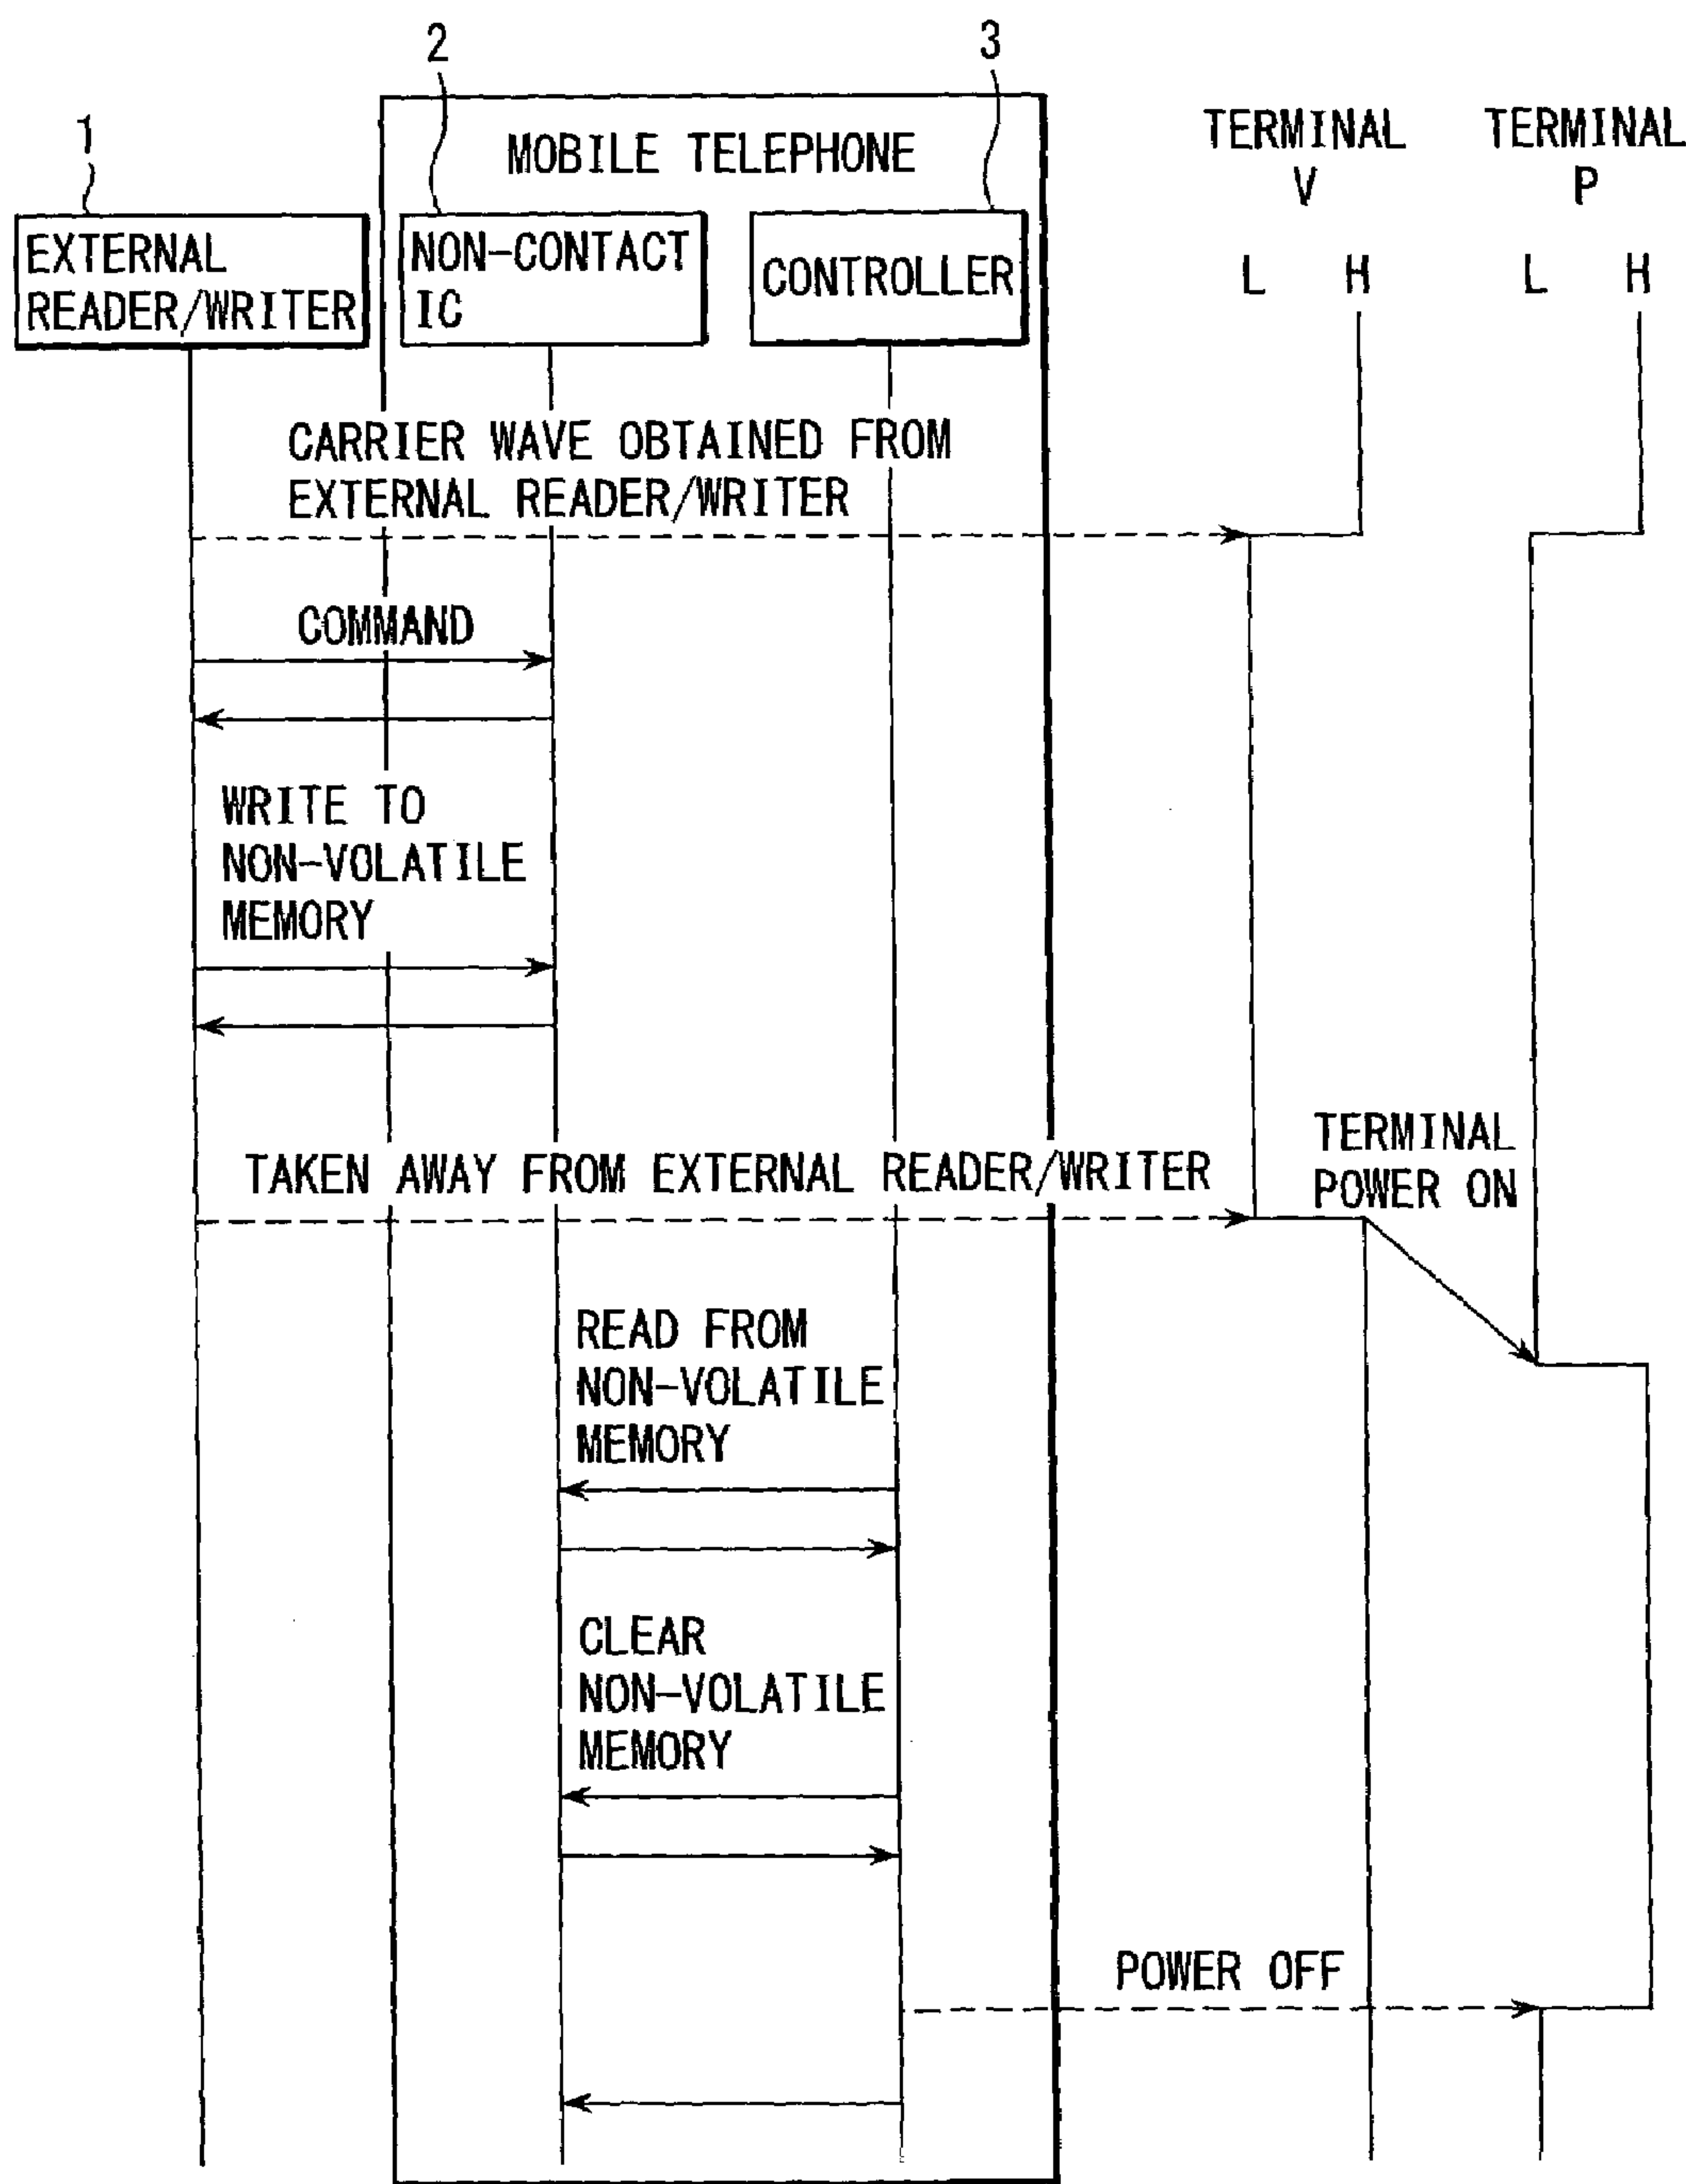 2
3
1
MOBILE TELEPHONE
TERMINAL
V
TERMINAL
P
EXTERNAL
READER/WRITER
NON-CONTACT
IC
CONTROLLER
L H
L H
CARRIER WAVE OBTAINED FROM
EXTERNAL READER/WRITER
COMMAND
WRITE TO
NON-VOLATILE
MEMORY
TAKEN AWAY FROM EXTERNAL READER/WRITER
TERMINAL
POWER ON
READ FROM
NON-VOLATILE
MEMORY
CLEAR
NON-VOLATILE
MEMORY
POWER OFF